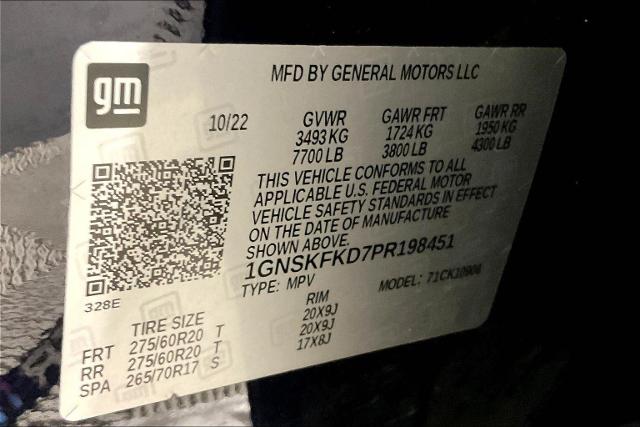 gm
MFD BY GENERAL MOTORS LLC
10/22 GVWR GAWR FRT GAWR RR
3493 KG 1724 KG 1950 KG
7700 LB 3800 LB 4300 LB
THIS VEHICLE CONFORMS TO ALL
APPLICABLE U.S. FEDERAL MOTOR
VEHICLE SAFETY STANDARDS IN EFFECT
ON THE DATE OF MANUFACTURE
SHOWN ABOVE.
1GNSKFKD7PR198451
TYPE: MPV MODEL: 71CK10906
328E
TIRE SIZE RIM
FRT 275/60R20 T 20X9J
RR 275/60R20 T 20X9J
SPA 265/70R17 S 17X8J